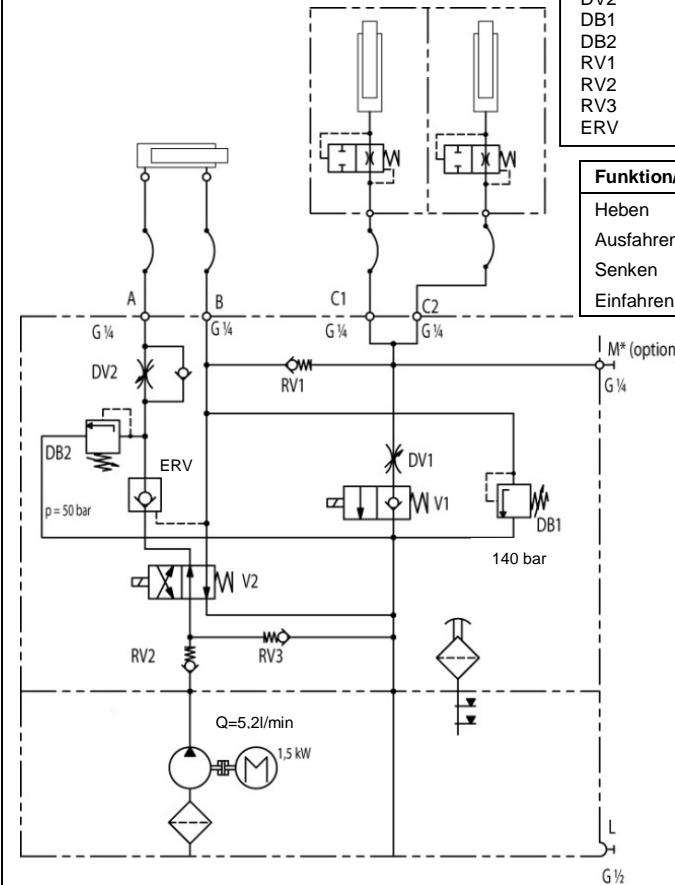 DB1
DB2
RV1
RV2
RV3
ERV
Funktion/
Heben
Ausfahren
Senken
Einfahren
A
B
C1
C2
G ¼
G ¼
G ¼
G ¼
M* (option
G ¼
DV2
RV1
DB2
ERV
DV1
p = 50 bar
V1
DB1
140 bar
V2
RV2
RV3
Q=5,2l/min
1,5 kW
M
L
G ½